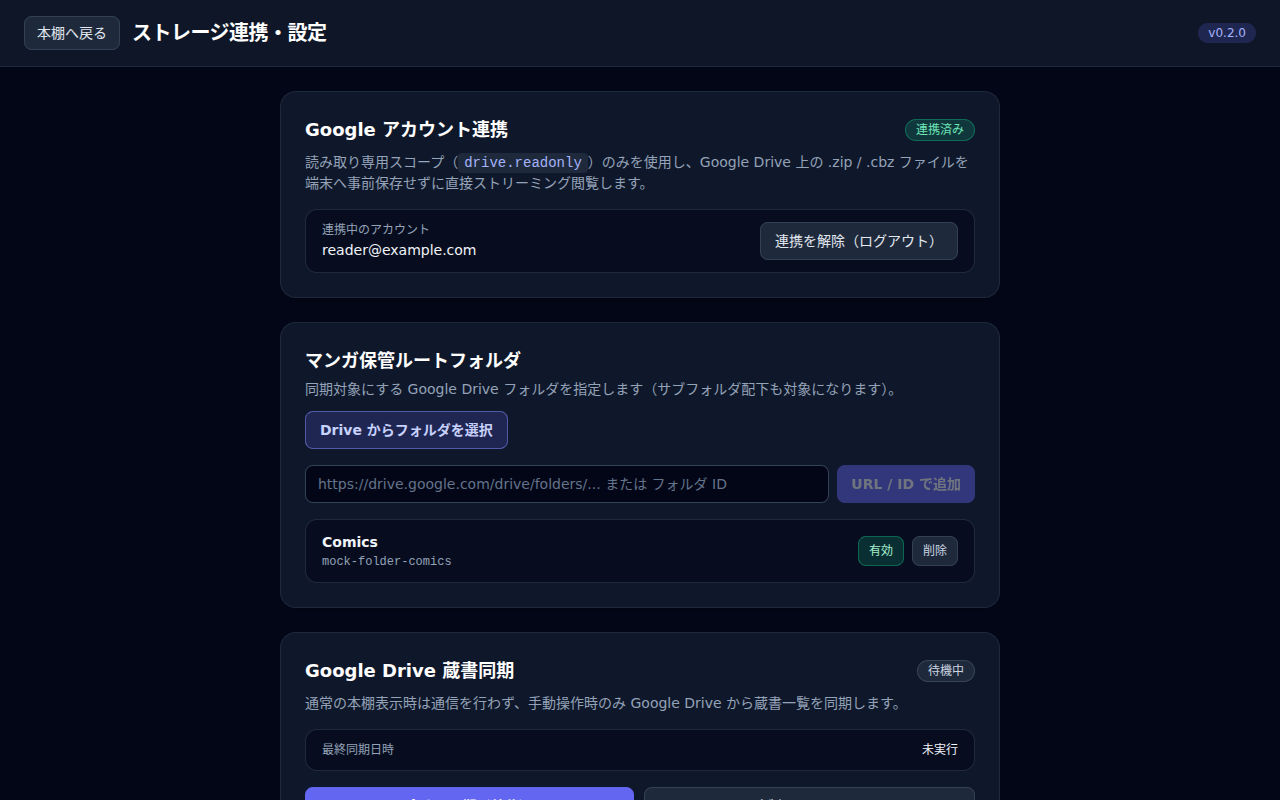 本棚へ戻る
ストレージ連携・設定
v0.2.0
Google アカウント連携
連携済み
読み取り専用スコープ（drive.readonly）のみを使用し、Google Drive 上の .zip / .cbz ファイルを
端末へ事前保存せずに直接ストリーミング閲覧します。
連携中のアカウント
reader@example.com
連携を解除（ログアウト）
マンガ保管ルートフォルダ
同期対象にする Google Drive フォルダを指定します（サブフォルダ配下も対象になります）。
Drive からフォルダを選択
https://drive.google.com/drive/folders/... または フォルダ ID
URL / ID で追加
Comics
mock-folder-comics
有効
削除
Google Drive 蔵書同期
待機中
通常の本棚表示時は通信を行わず、手動操作時のみ Google Drive から蔵書一覧を同期します。
最終同期日時
未実行